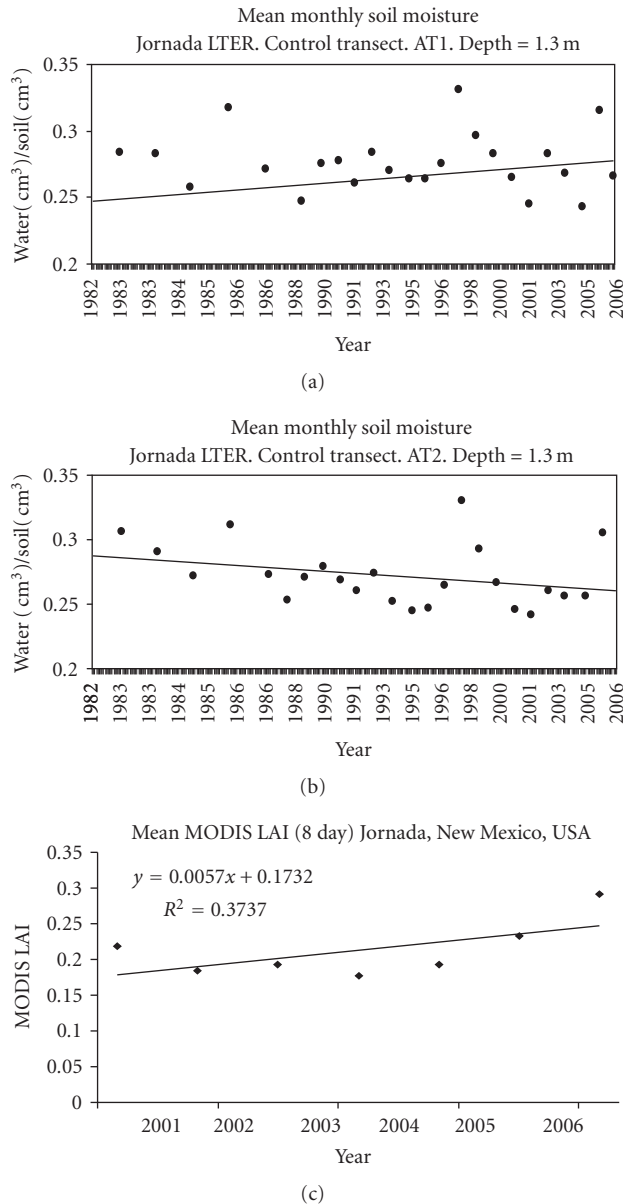 Mean monthly soil moisture
Jornada LTER. Control transect. AT1. Depth = 1.3 m
Water( cm³)/soil( cm³)
0.35
0.3
0.25
0.2
1982 1983 1983 1984 1985 1986 1986 1988 1990 1991 1993 1995 1996 1998 2000 2001 2003 2005 2006
Year
(a)
Mean monthly soil moisture
Jornada LTER. Control transect. AT2. Depth = 1.3 m
Water ( cm³)/soil( cm³)
0.35
0.3
0.25
0.2
1982 1983 1983 1984 1985 1986 1986 1988 1990 1991 1993 1995 1996 1998 2000 2001 2003 2005 2006
Year
(b)
Mean MODIS LAI (8 day) Jornada, New Mexico, USA
y = 0.0057x + 0.1732
R² = 0.3737
MODIS LAI
0.35
0.3
0.25
0.2
0.15
0.1
0.05
0
2001 2002 2003 2004 2005 2006
Year
(c)